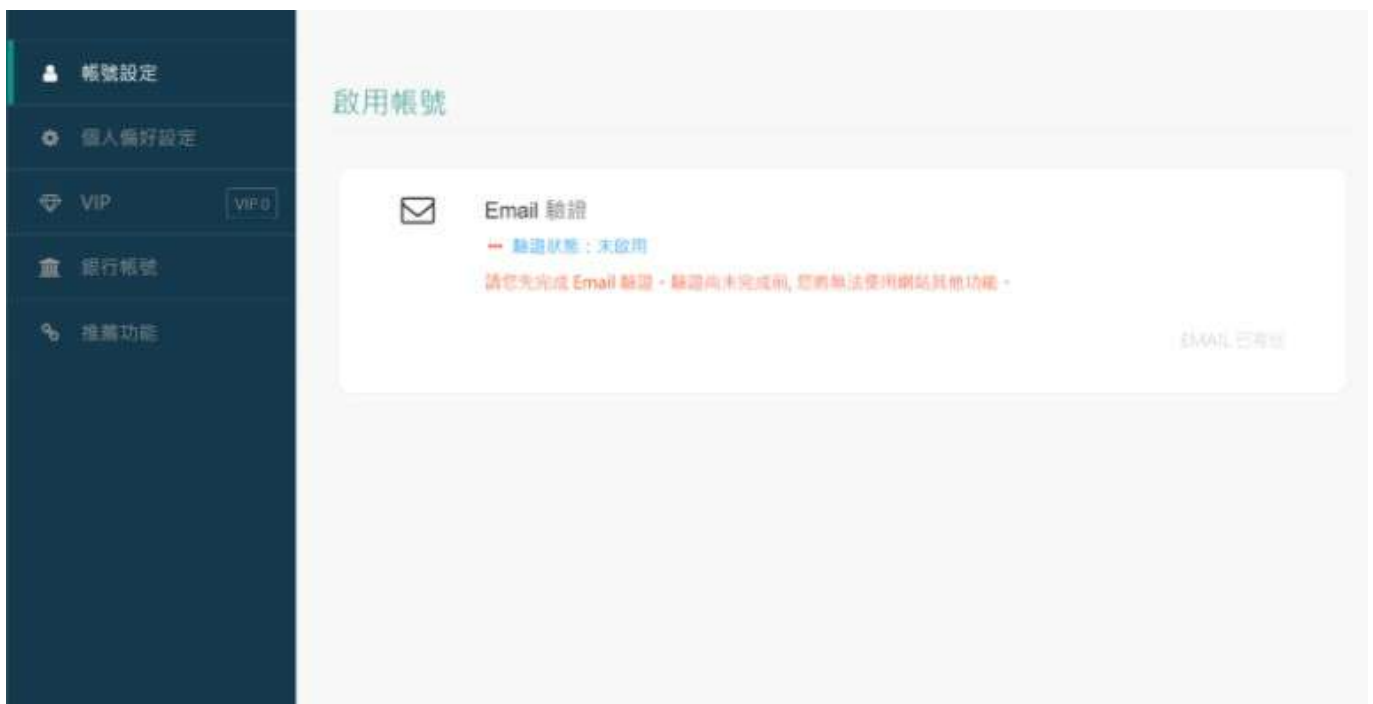 帳號設定
個人偏好設定
VIP
VIP 0
銀行帳號
推薦功能
啟用帳號
Email 驗證
驗證狀態：未啟用
請您先完成 Email 驗證。驗證尚未完成前, 您將無法使用網站其他功能。
EMAIL 已寄出